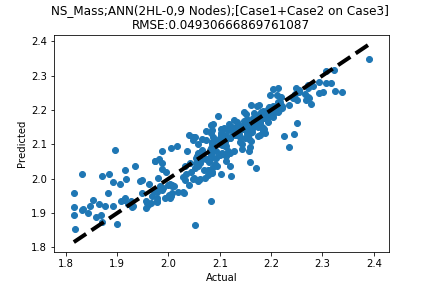 NS_Mass;ANN(2HL-0,9 Nodes);[Case1+Case2 on Case3]
RMSE:0.04930666869761087
2.4
2.3
2.2
2.1
2.0
1.9
1.8
Predicted
1.8 1.9 2.0 2.1 2.2 2.3 2.4
Actual